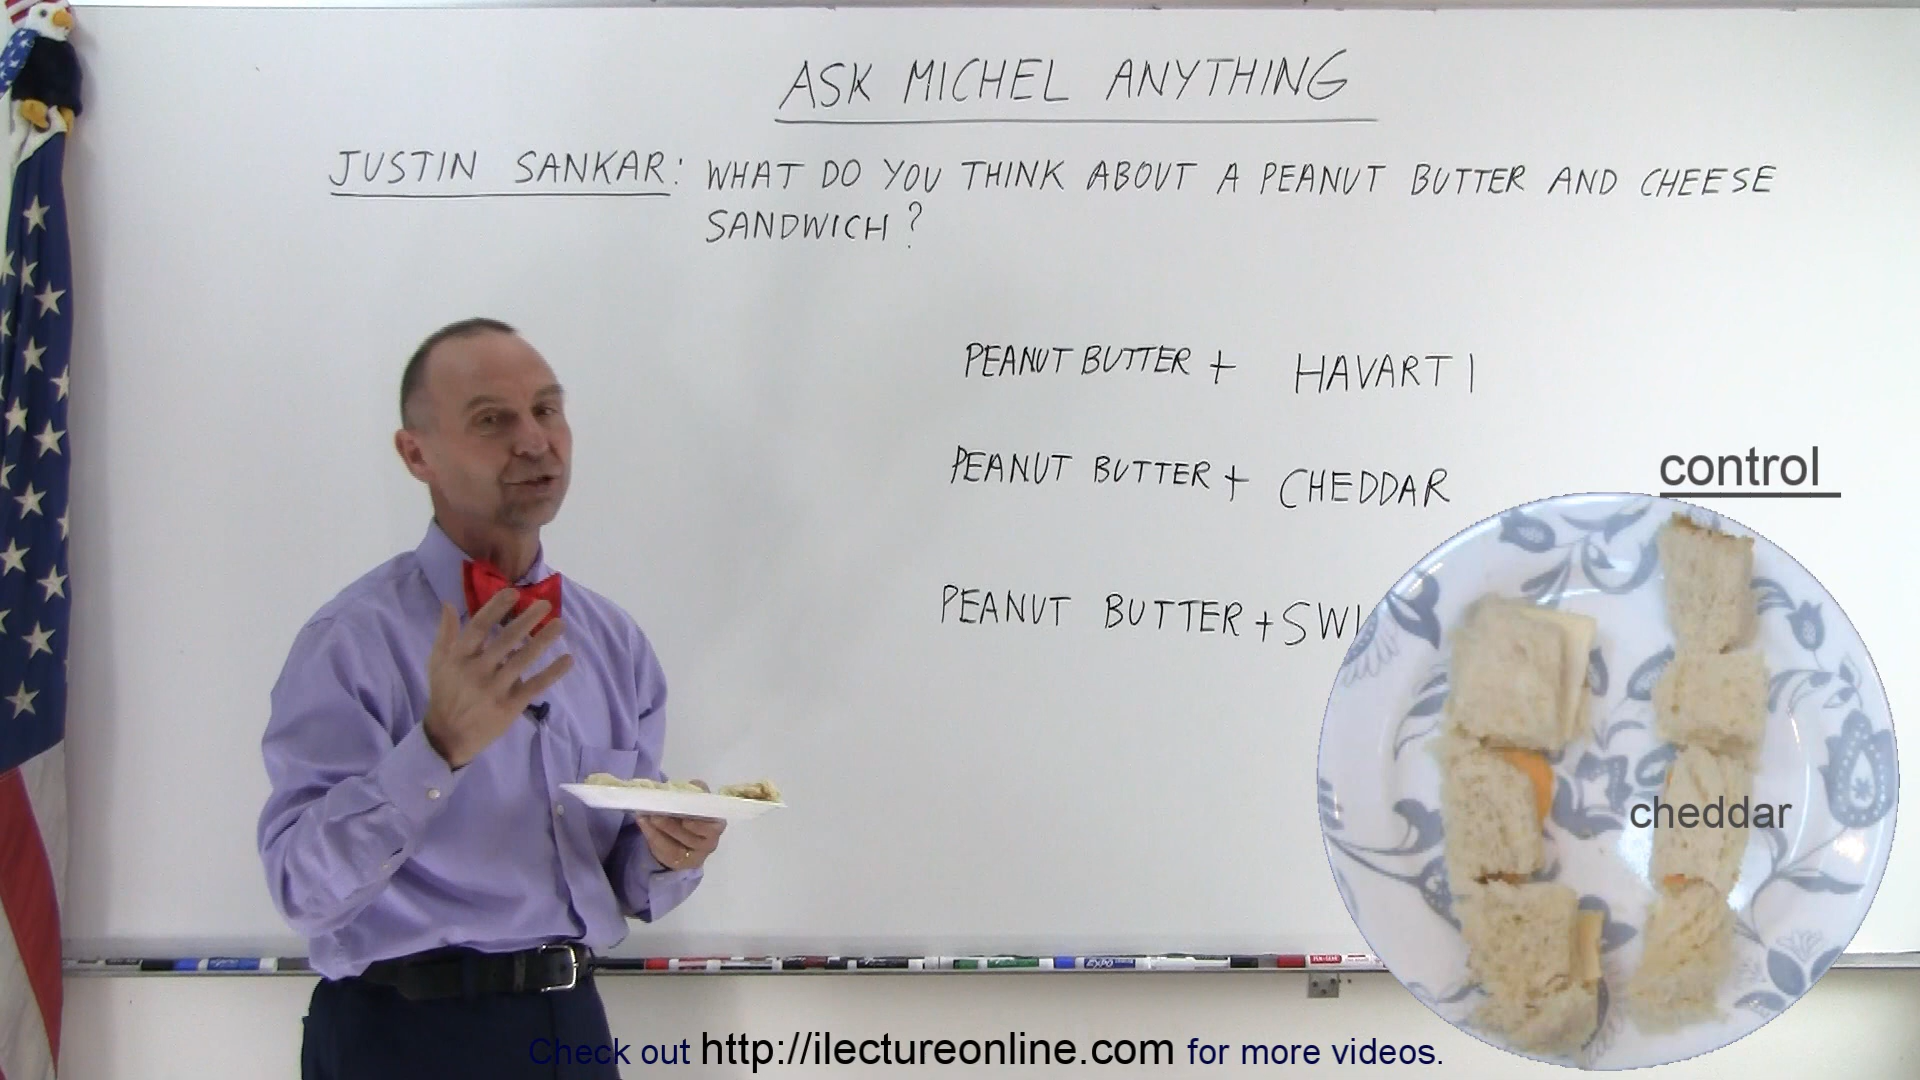 ASK MICHEL ANYTHING
JUSTIN SANKAR: WHAT DO YOU THINK ABOUT A PEANUT BUTTER AND CHEESE
SANDWICH?
PEANUT BUTTER + HAVARTI
PEANUT BUTTER + CHEDDAR
control
PEANUT BUTTER + SWI
cheddar
EXPO
Check out http://ilectureonline.com for more videos.